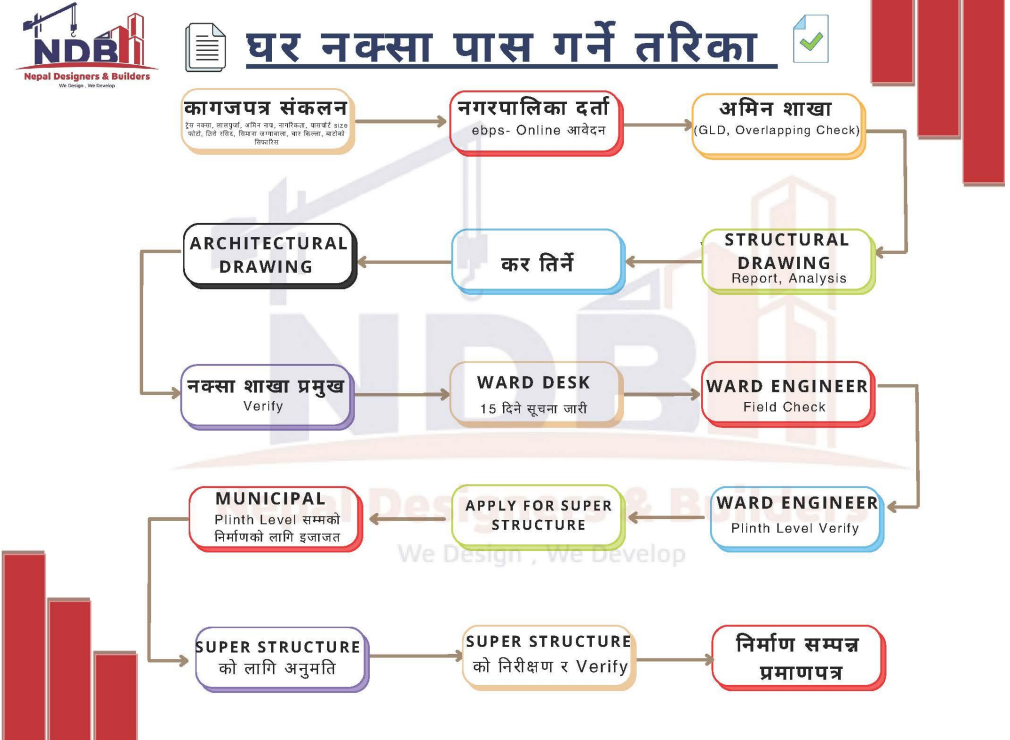 NDB
Nepal Designers & Builders
We Design , We Develop
घर नक्सा पास गर्ने तरिका
कागजपत्र संकलन
ट्रेस नक्सा, लालपुर्जा, अमिन नाप, नागरिकता, पासपोर्ट size
फोटो, तिरो रसिद, सिमाना जग्गावाला, चार किल्ला, बाटोको
सिफारिस
नगरपालिका दर्ता
ebps- Online आवेदन
अमिन शाखा
(GLD, Overlapping Check)
STRUCTURAL
DRAWING
Report, Analysis
कर तिर्ने
ARCHITECTURAL
DRAWING
नक्सा शाखा प्रमुख
Verify
WARD DESK
15 दिने सूचना जारी
WARD ENGINEER
Field Check
WARD ENGINEER
Plinth Level Verify
APPLY FOR SUPER
STRUCTURE
MUNICIPAL
Plinth Level सम्मको
निर्माणको लागि इजाजत
SUPER STRUCTURE
को लागि अनुमति
SUPER STRUCTURE
को निरीक्षण र Verify
निर्माण सम्पन्न
प्रमाणपत्र
NDB
Nepal Designers & Builders
We Design , We Develop